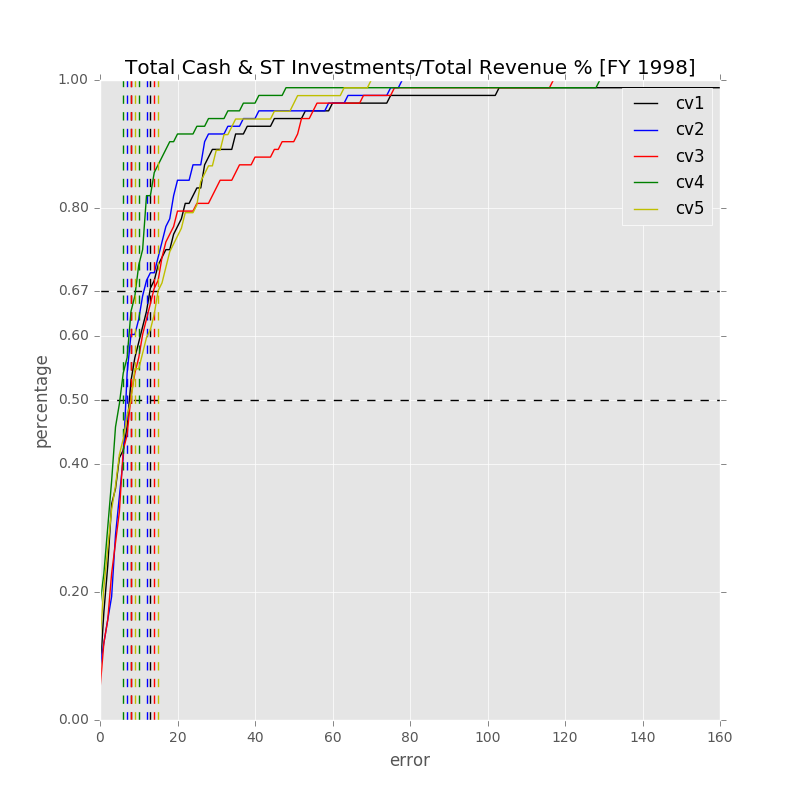 Total Cash & ST Investments/Total Revenue % [FY 1998]
1.00
0.80
0.67
0.60
0.50
0.40
0.20
0.00
percentage
cv1
cv2
cv3
cv4
cv5
0 20 40 60 80 100 120 140 160
error